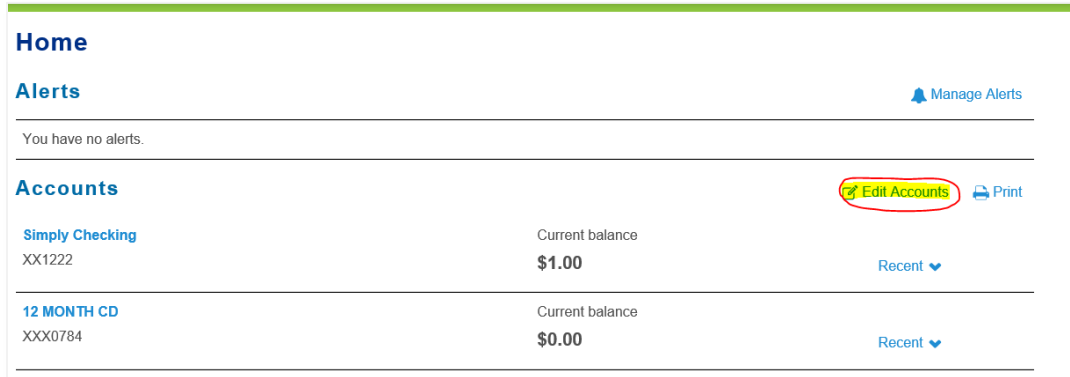 Home
Alerts
Manage Alerts
You have no alerts.
Accounts
Edit Accounts
Print
Simply Checking
Current balance
XX1222
$1.00
Recent
12 MONTH CD
Current balance
XXX0784
$0.00
Recent